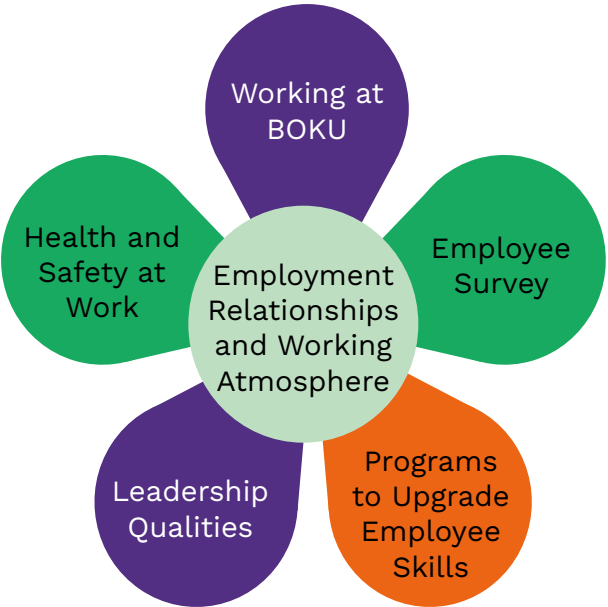 Working at
BOKU
Employee
Survey
Programs
to Upgrade
Employee
Skills
Leadership
Qualities
Health and
Safety at
Work
Employment
Relationships
and Working
Atmosphere